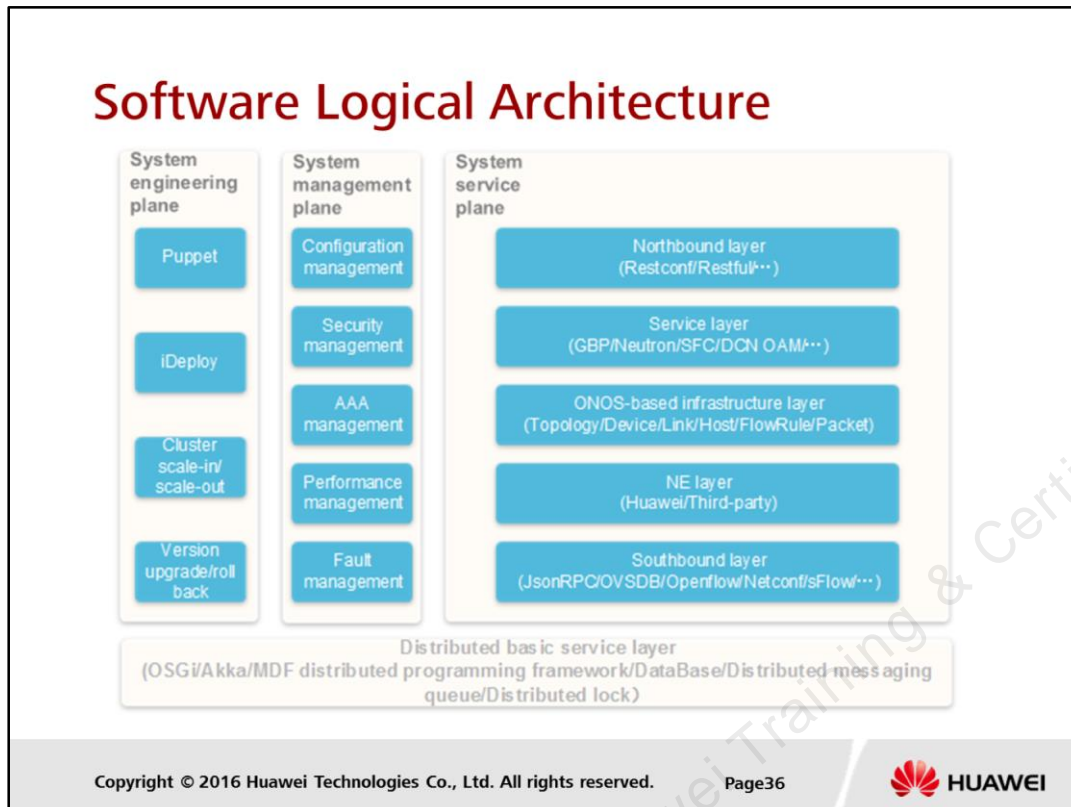 Software Logical Architecture
System
engineering
plane
Puppet
iDeploy
Cluster
scale-in/
scale-out
Version
upgrade/roll
back
System
management
plane
Configuration
management
Security
management
AAA
management
Performance
management
Fault
management
System
service
plane
Northbound layer
(Restconf/Restful/···)
Service layer
(GBP/Neutron/SFC/DCN OAM/···)
ONOS-based infrastructure layer
(Topology/Device/Link/Host/FlowRule/Packet)
NE layer
(Huawei/Third-party)
Southbound layer
(JsonRPC/OVSDB/Openflow/Netconf/sFlow/···)
Distributed basic service layer
(OSGi/Akka/MDF distributed programming framework/DataBase/Distributed messaging
queue/Distributed lock)
Copyright © 2016 Huawei Technologies Co., Ltd. All rights reserved.
Page36
HUAWEI
Training & Certi